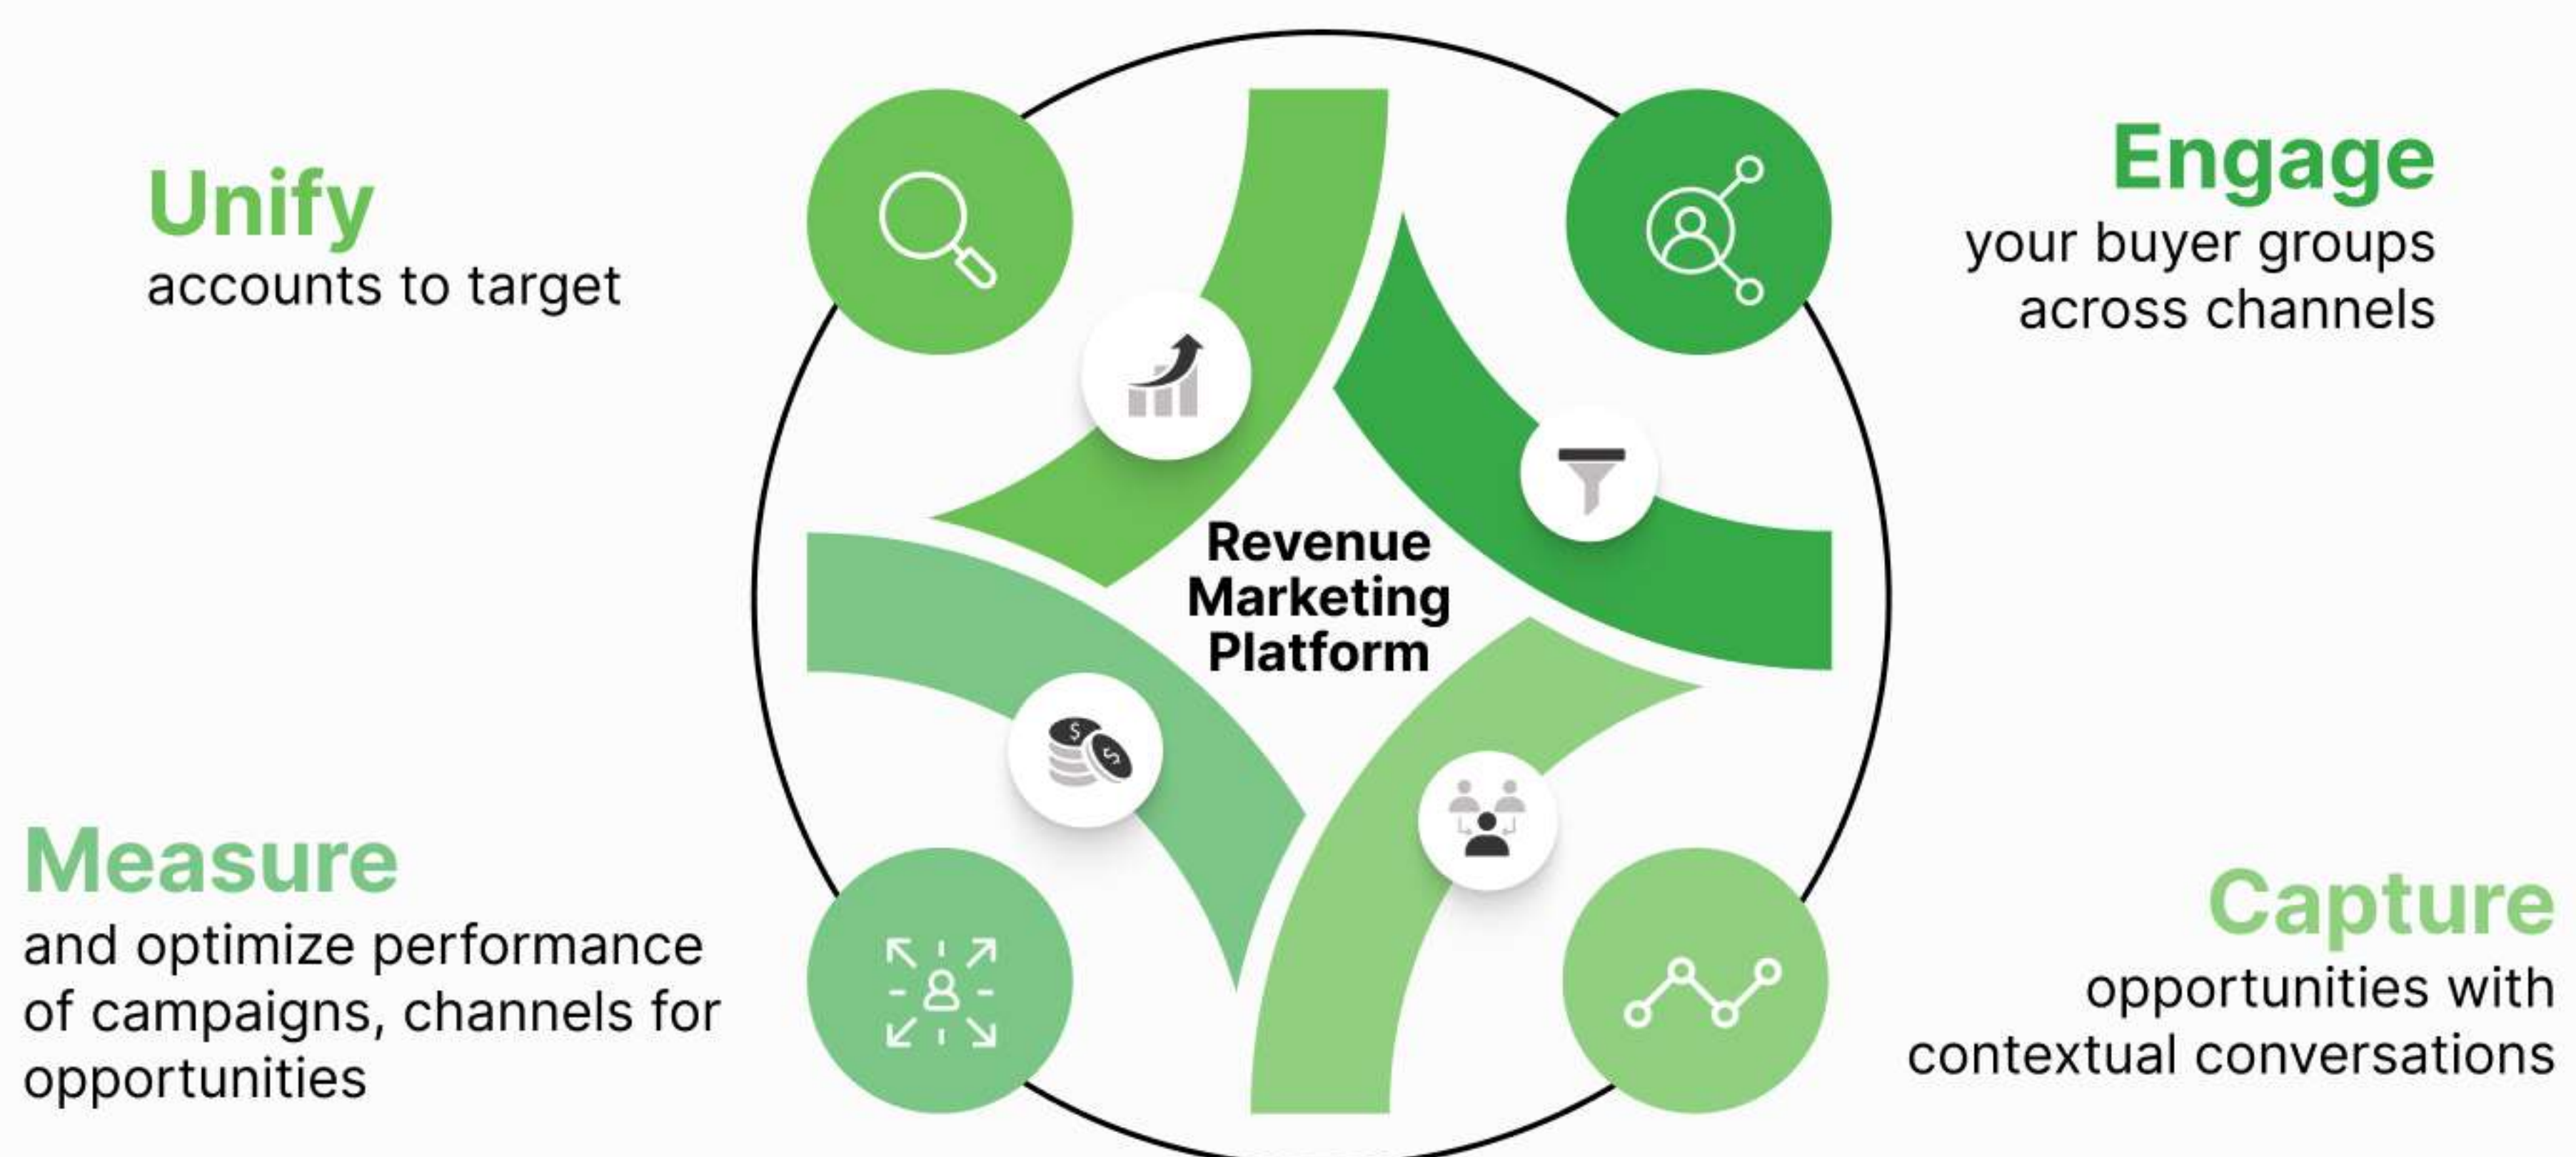 Unify
accounts to target
Engage
your buyer groups
across channels
Revenue
Marketing
Platform
$
$
Measure
and optimize performance
of campaigns, channels for
opportunities
Capture
opportunities with
contextual conversations